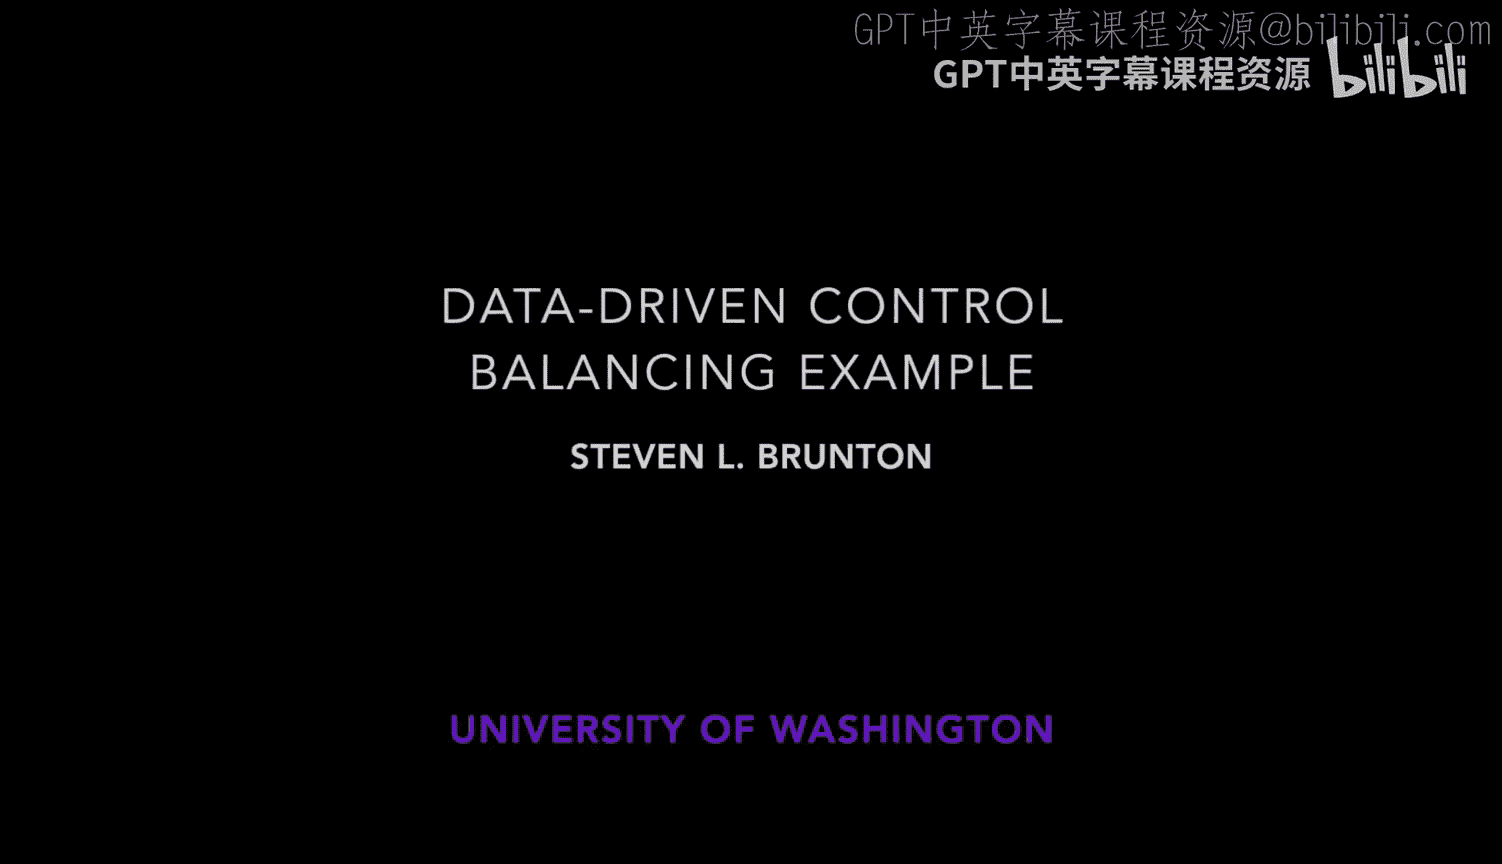 GPT中英字幕课程资源@bilibili.com
GPT中英字幕课程资源 bilibili
DATA-DRIVEN CONTROL
BALANCING EXAMPLE
STEVEN L. BRUNTON
UNIVERSITY OF WASHINGTON